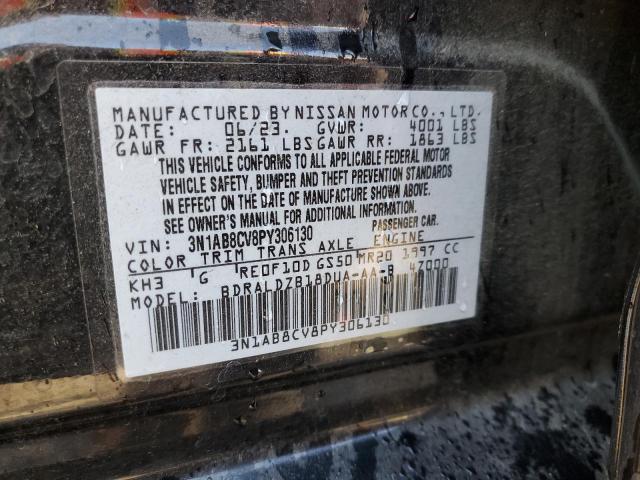 MANUFACTURED BY NISSAN MOTOR CO., LTD.
DATE: 06/23. GVWR: 4001 LBS
GAWR FR: 2161 LBS GAWR RR: 1863 LBS
THIS VEHICLE CONFORMS TO ALL APPLICABLE FEDERAL MOTOR
VEHICLE SAFETY, BUMPER AND THEFT PREVENTION STANDARDS
IN EFFECT ON THE DATE OF MANUFACTURE SHOWN ABOVE.
SEE OWNER'S MANUAL FOR ADDITIONAL INFORMATION.
VIN: 3N1AB8CV8PY306130 PASSENGER CAR.
COLOR TRIM TRANS AXLE ENGINE
KH3 G RE0F10D GS50 MR20 1997 CC
MODEL: BDRALDZB18DUA-AA-B 47000
3N1AB8CV8PY306130